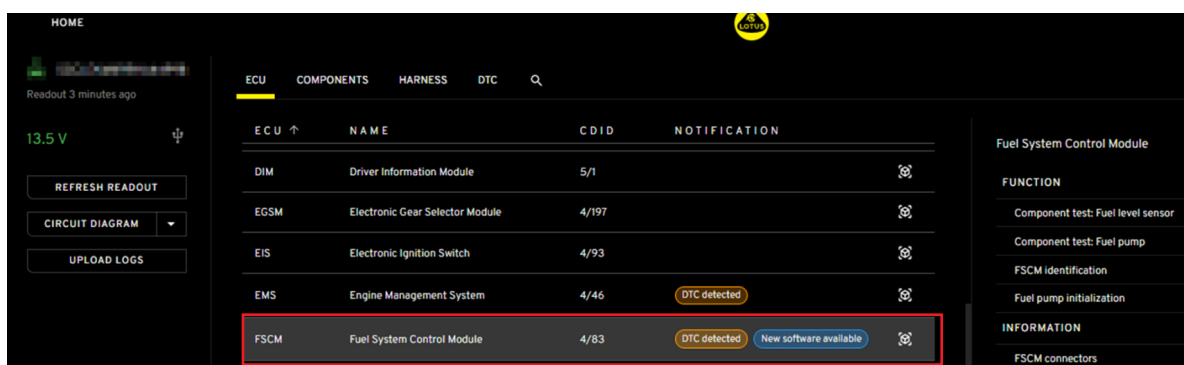 HOME
LOTUS
Readout 3 minutes ago
13.5 V
REFRESH READOUT
CIRCUIT DIAGRAM
UPLOAD LOGS
ECU COMPONENTS HARNESS DTC
ECU ↑ NAME CDID NOTIFICATION
DIM Driver Information Module 5/1
EGSM Electronic Gear Selector Module 4/197
EIS Electronic Ignition Switch 4/93
EMS Engine Management System 4/46 DTC detected
FSCM Fuel System Control Module 4/83 DTC detected New software available
Fuel System Control Module
FUNCTION
Component test: Fuel level sensor
Component test: Fuel pump
FSCM identification
Fuel pump initialization
INFORMATION
FSCM connectors